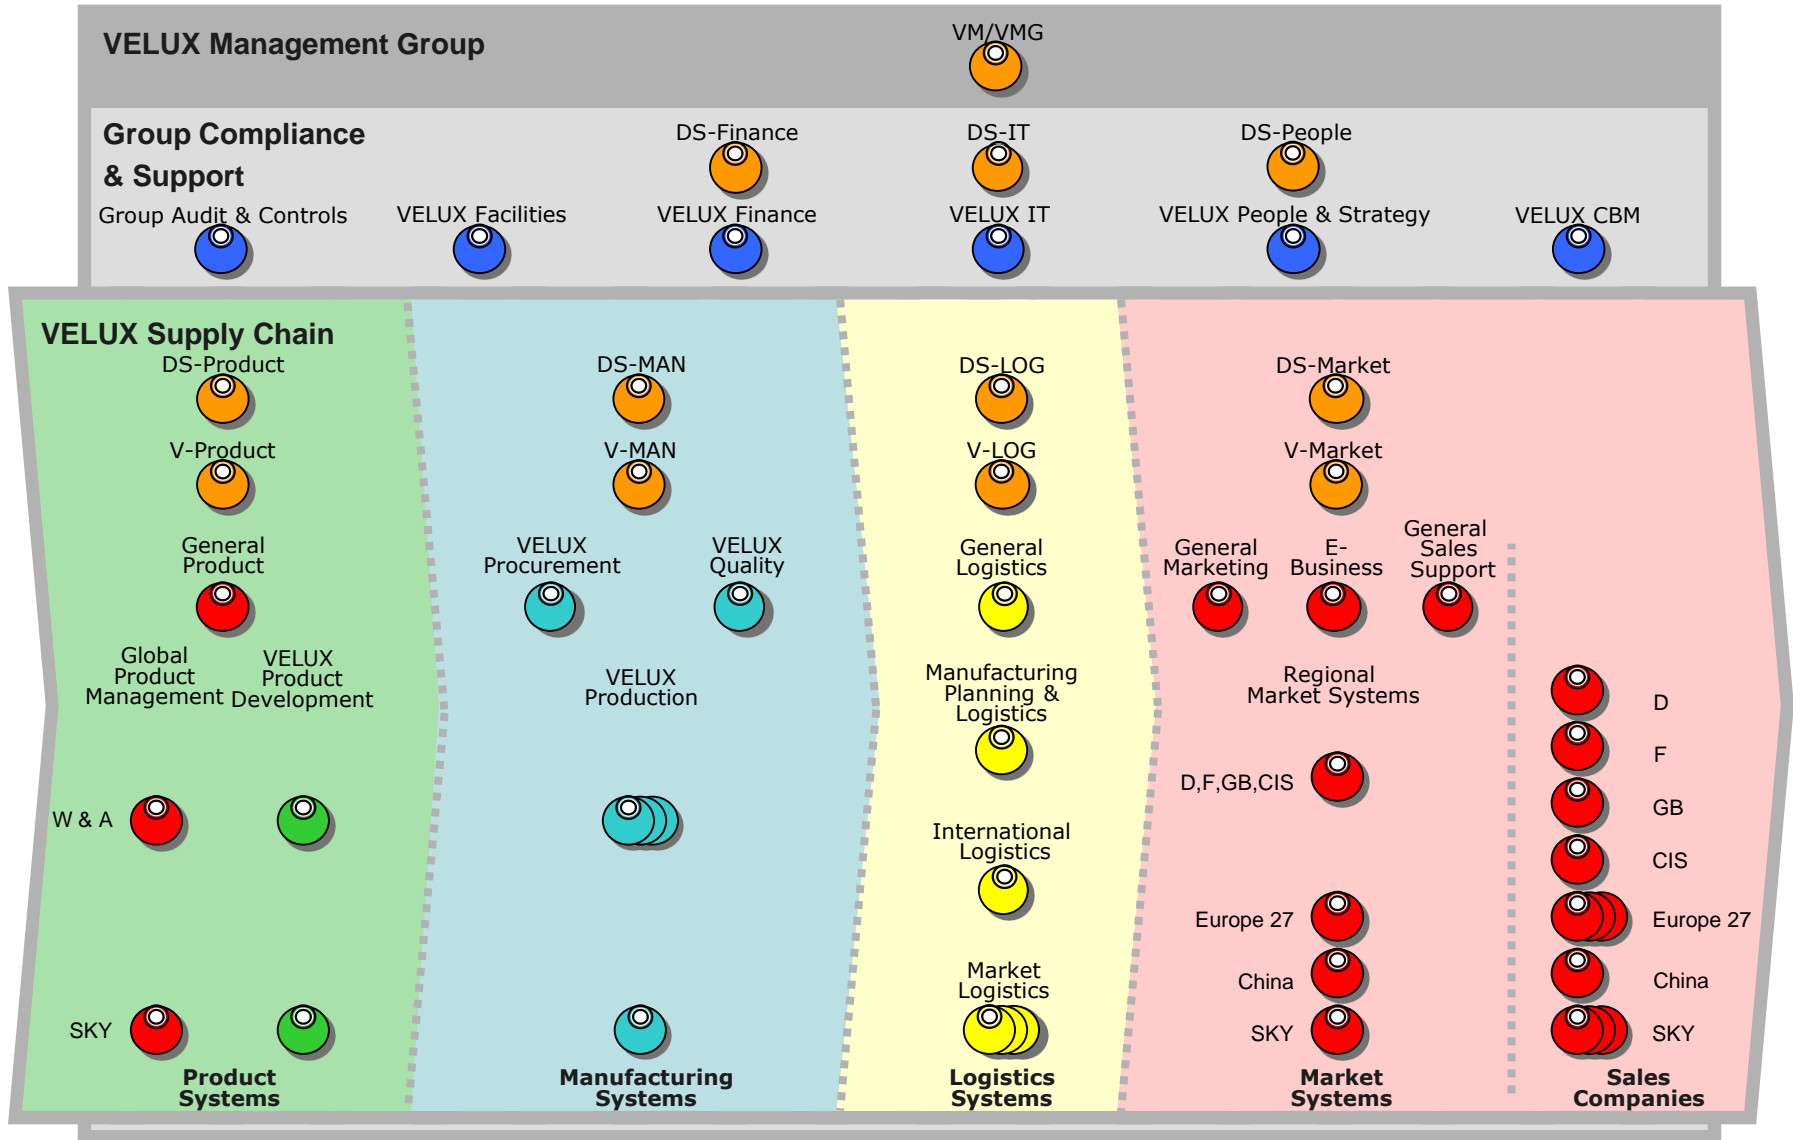 VELUX Management Group
VM/VMG
Group Compliance
& Support
DS-Finance
DS-IT
DS-People
Group Audit & Controls
VELUX Facilities
VELUX Finance
VELUX IT
VELUX People & Strategy
VELUX CBM
VELUX Supply Chain
DS-Product
V-Product
General
Product
Global
Product
Management
VELUX
Product
Development
W & A
SKY
Product
Systems
DS-MAN
V-MAN
VELUX
Procurement
VELUX
Quality
VELUX
Production
Manufacturing
Systems
DS-LOG
V-LOG
General
Logistics
Manufacturing
Planning &
Logistics
International
Logistics
Market
Logistics
Logistics
Systems
DS-Market
V-Market
General
Marketing
E-
Business
General
Sales
Support
Regional
Market Systems
D,F,GB,CIS
Europe 27
China
SKY
Market
Systems
D
F
GB
CIS
Europe 27
China
SKY
Sales
Companies